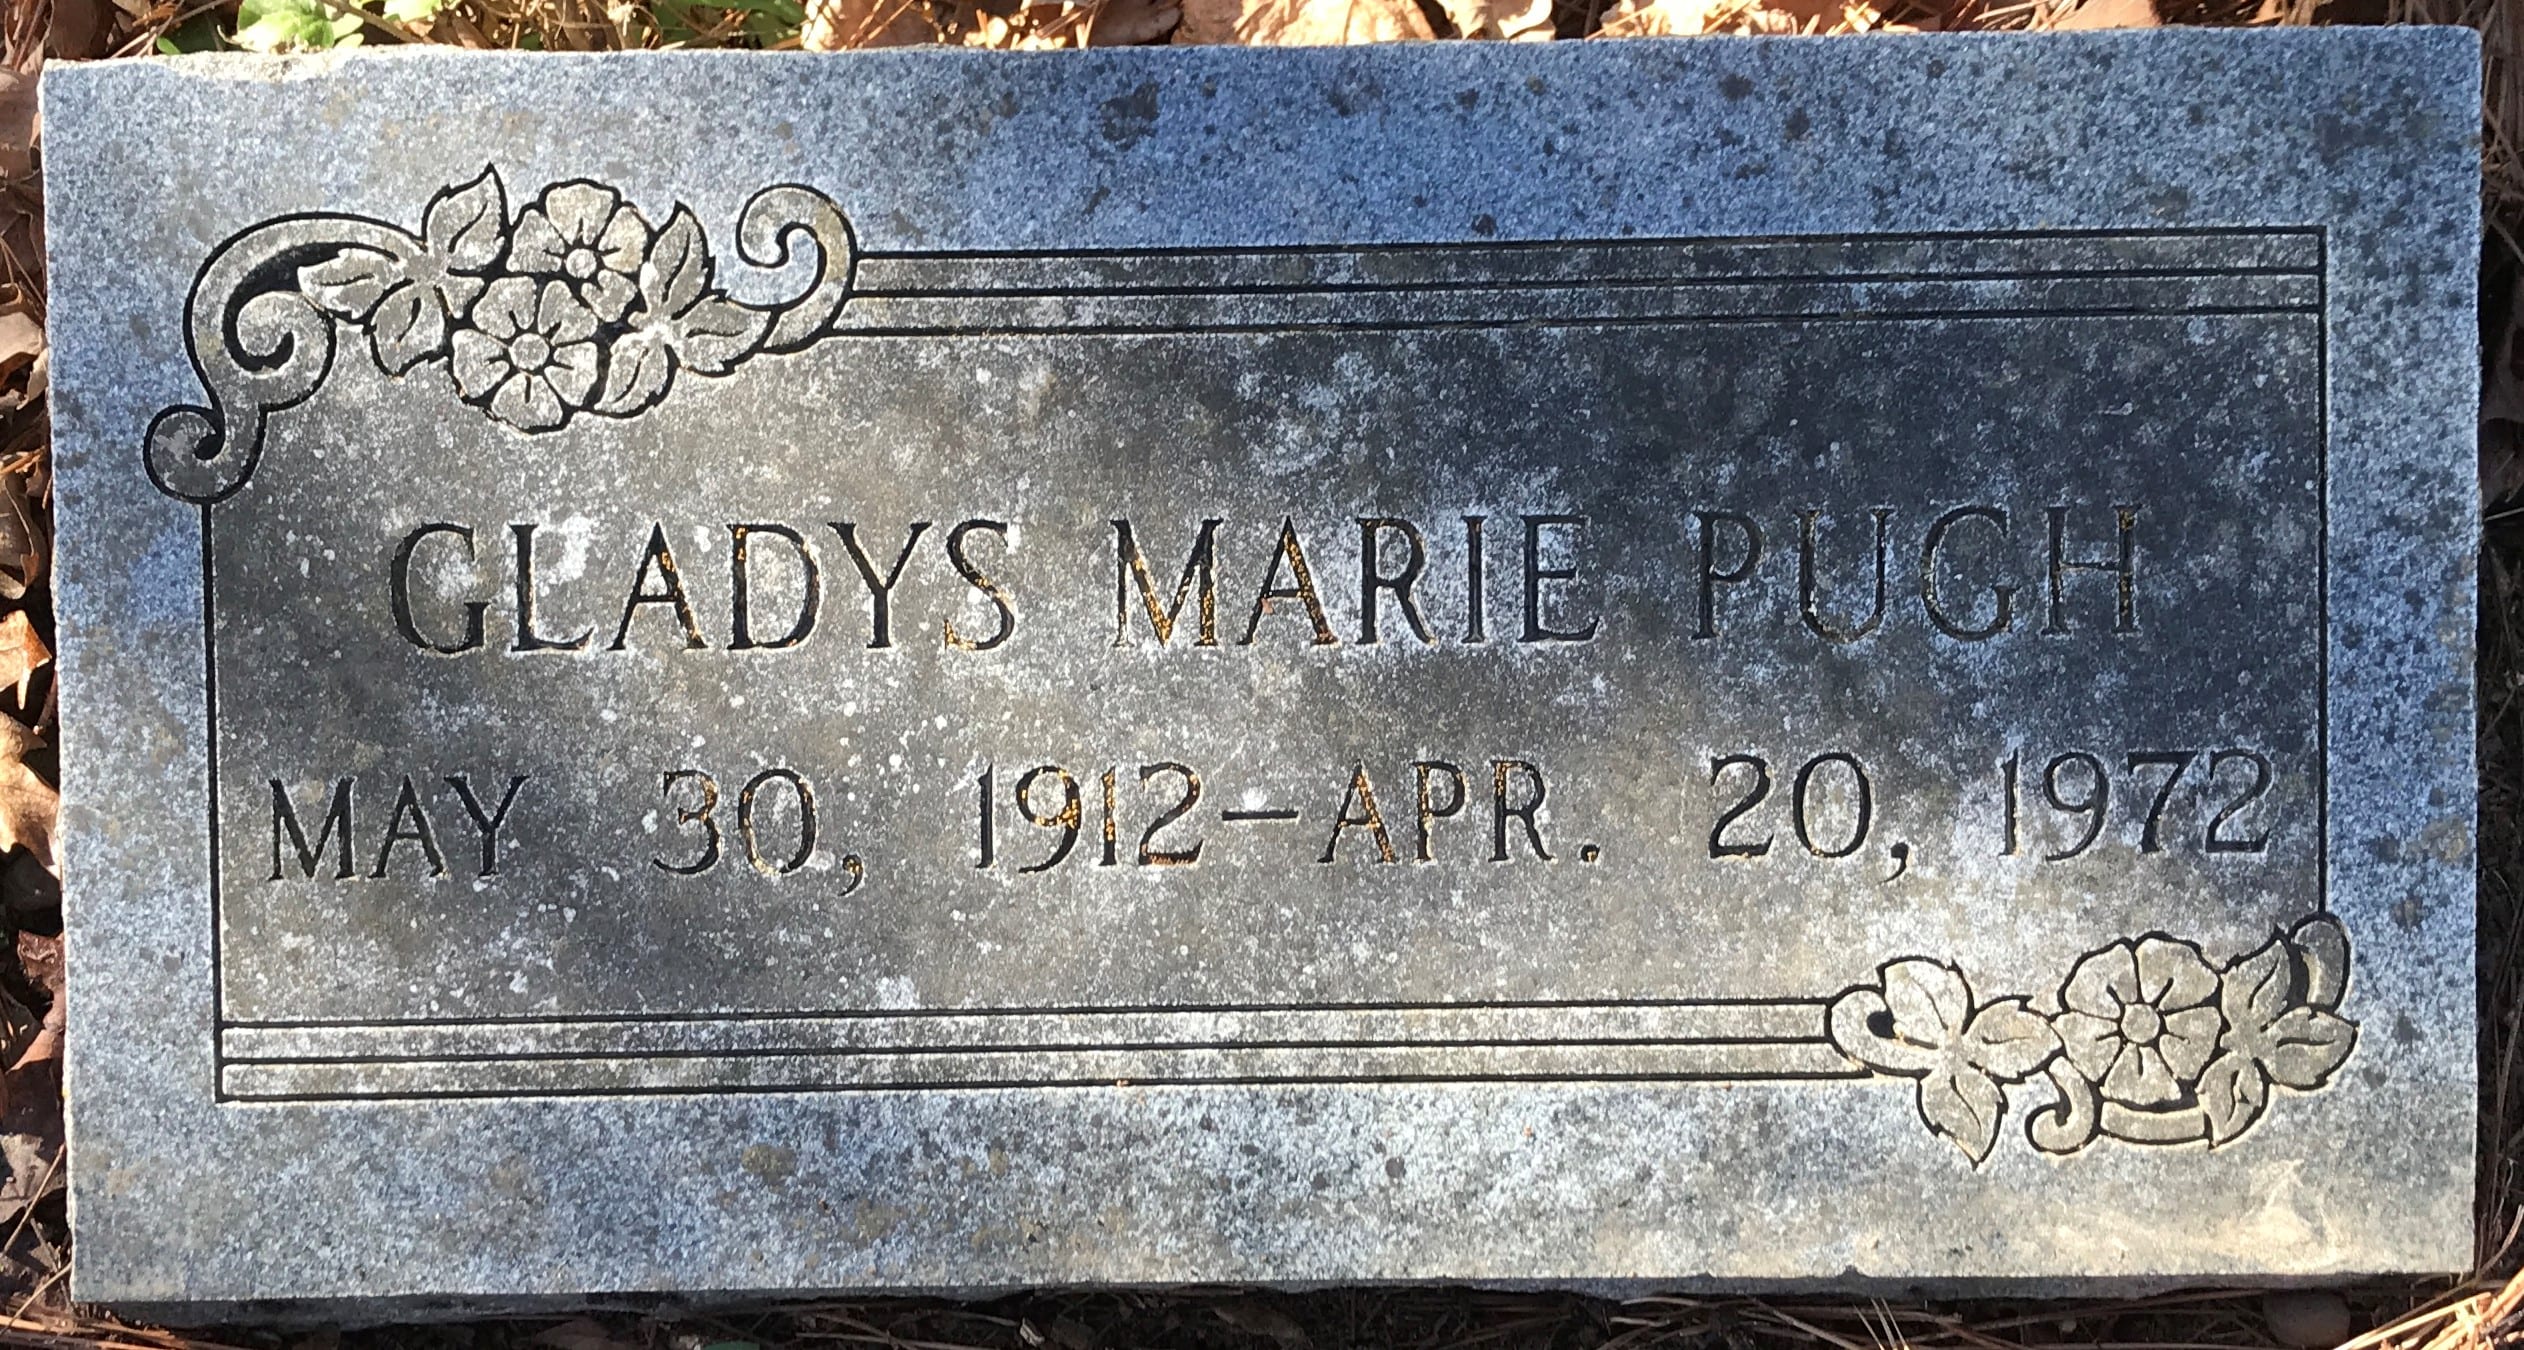 GLADYS MARIE PUGH
MAY 30, 1912–APR. 20, 1972